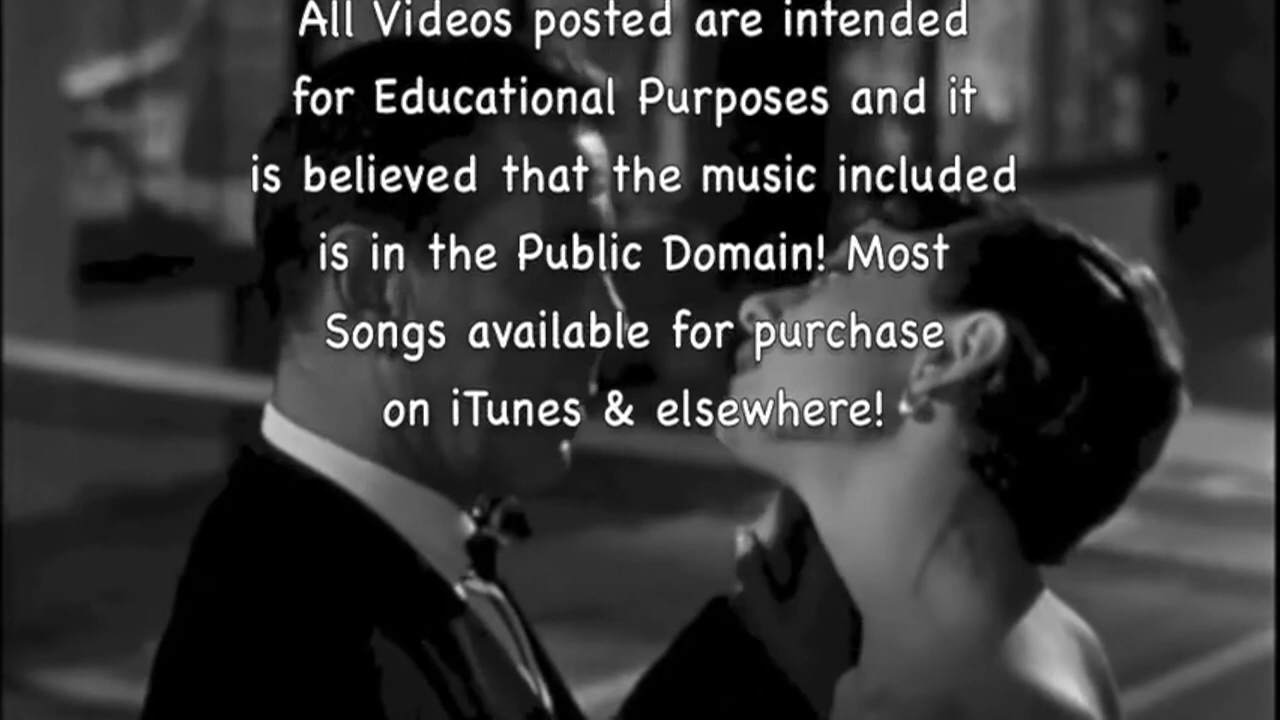 All Videos posted are intended
for Educational Purposes and it
is believed that the music included
is in the Public Domain! Most
Songs available for purchase
on iTunes & elsewhere!